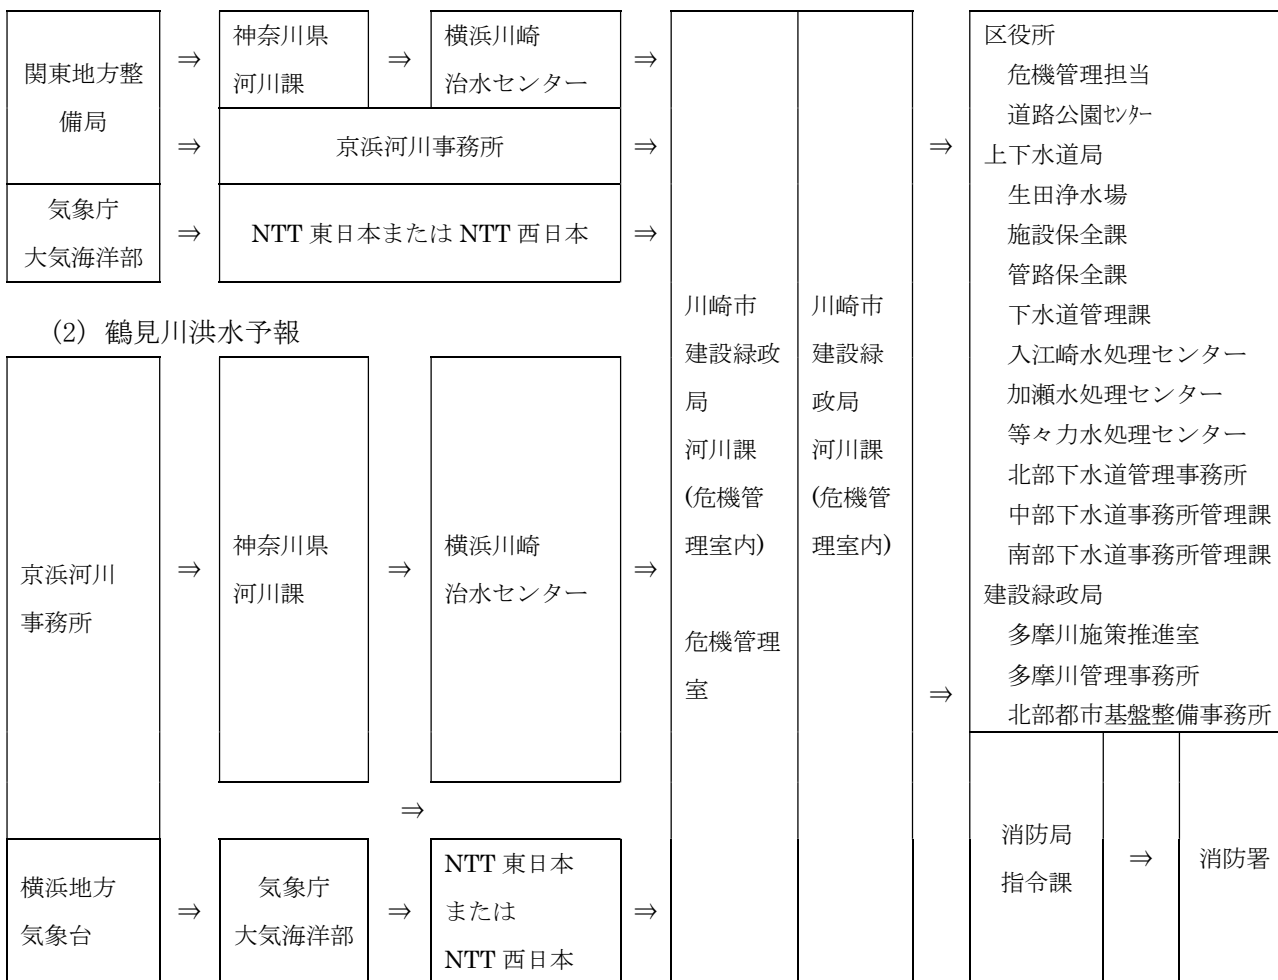 関東地方整
備局
⇒
神奈川県
河川課
⇒
横浜川崎
治水センター
⇒
⇒
京浜河川事務所
⇒
気象庁
大気海洋部
⇒
NTT 東日本または NTT 西日本
⇒
(2) 鶴見川洪水予報
京浜河川
事務所
⇒
神奈川県
河川課
⇒
横浜川崎
治水センター
⇒
⇒
横浜地方
気象台
⇒
気象庁
大気海洋部
⇒
NTT 東日本
または
NTT 西日本
⇒
川崎市
建設緑政
局
河川課
(危機管
理室内)
危機管理
室
川崎市
建設緑
政局
河川課
(危機管
理室内)
⇒
⇒
区役所
危機管理担当
道路公園ｾﾝﾀｰ
上下水道局
生田浄水場
施設保全課
管路保全課
下水道管理課
入江崎水処理センター
加瀬水処理センター
等々力水処理センター
北部下水道管理事務所
中部下水道事務所管理課
南部下水道事務所管理課
建設緑政局
多摩川施策推進室
多摩川管理事務所
北部都市基盤整備事務所
消防局
指令課
⇒
消防署